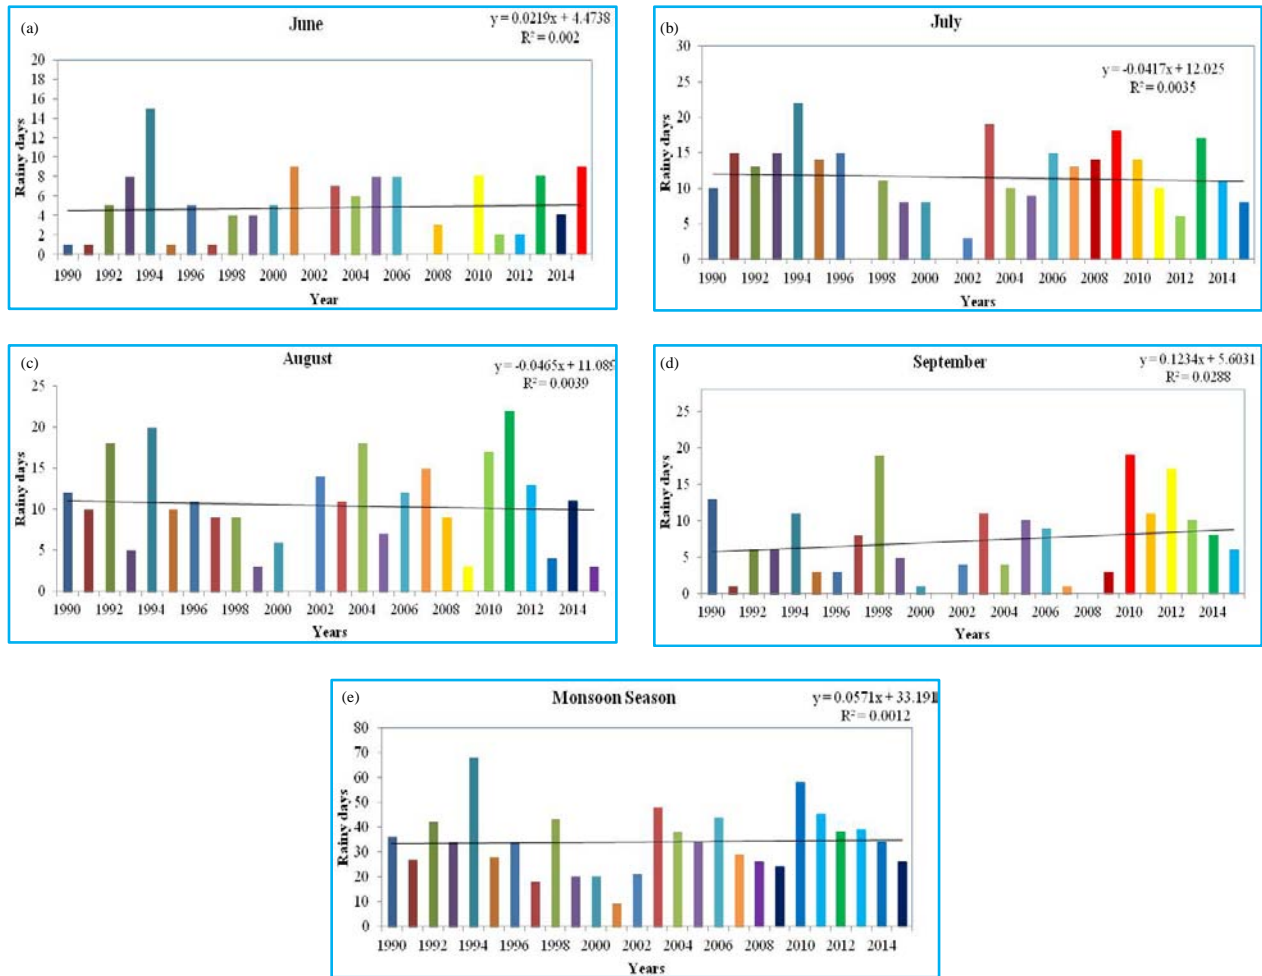 (a)
June
y = 0.0219x + 4.4738
R² = 0.002
20
18
16
14
12
10
8
6
4
2
0
Rainy days
1990 1992 1994 1996 1998 2000 2002 2004 2006 2008 2010 2012 2014
Year
(b)
July
y = -0.0417x + 12.025
R² = 0.0035
30
25
20
15
10
5
0
Rainy days
1990 1992 1994 1996 1998 2000 2002 2004 2006 2008 2010 2012 2014
Years
(c)
August
y = -0.0465x + 11.089
R² = 0.0039
25
20
15
10
5
0
Rainy days
1990 1992 1994 1996 1998 2000 2002 2004 2006 2008 2010 2012 2014
Years
(d)
September
y = 0.1234x + 5.6031
R² = 0.0288
25
20
15
10
5
0
Rainy days
1990 1992 1994 1996 1998 2000 2002 2004 2006 2008 2010 2012 2014
Years
(e)
Monsoon Season
y = 0.0571x + 33.191
R² = 0.0012
80
70
60
50
40
30
20
10
0
Rainy days
1990 1992 1994 1996 1998 2000 2002 2004 2006 2008 2010 2012 2014
Years